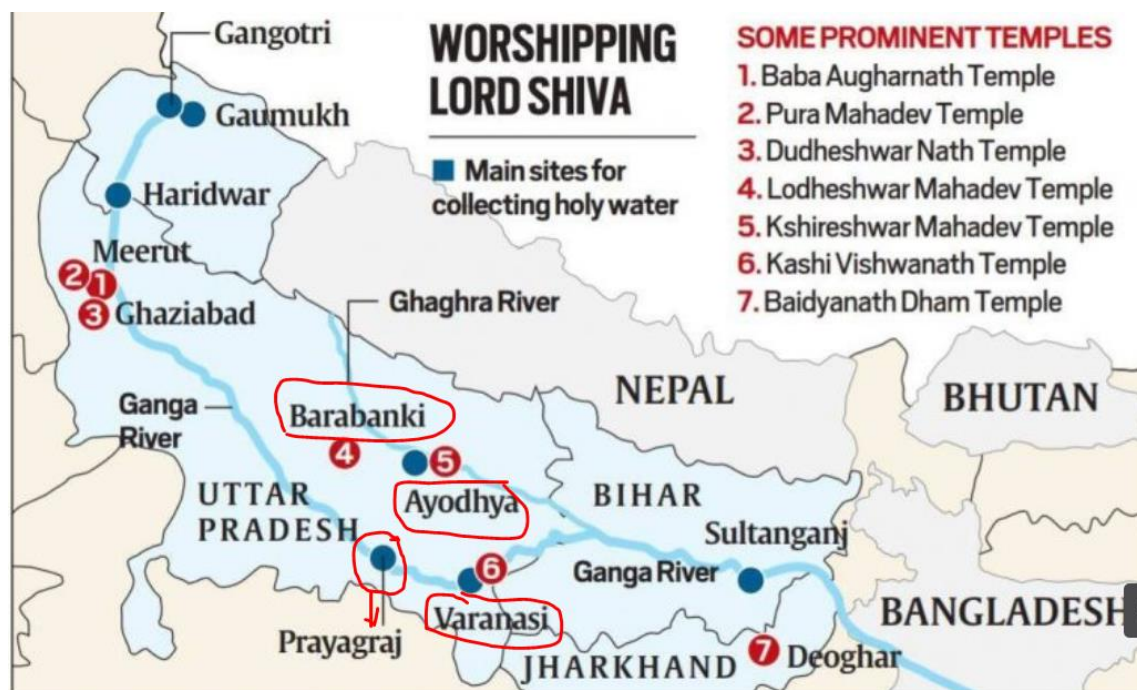 WORSHIPPING
LORD SHIVA
Main sites for
collecting holy water
SOME PROMINENT TEMPLES
1. Baba Augharnath Temple
2. Pura Mahadev Temple
3. Dudheshwar Nath Temple
4. Lodheshwar Mahadev Temple
5. Kshireshwar Mahadev Temple
6. Kashi Vishwanath Temple
7. Baidyanath Dham Temple
Gangotri
Gaumukh
Haridwar
Meerut
2 1
3 Ghaziabad
Ghaghra River
NEPAL
BHUTAN
Ganga
River
Barabanki
4
5
Ayodhya
UTTAR
PRADESH
BIHAR
Sultanganj
6
Ganga River
Prayagraj
Varanasi
BANGLADESH
JHARKHAND
7 Deoghar